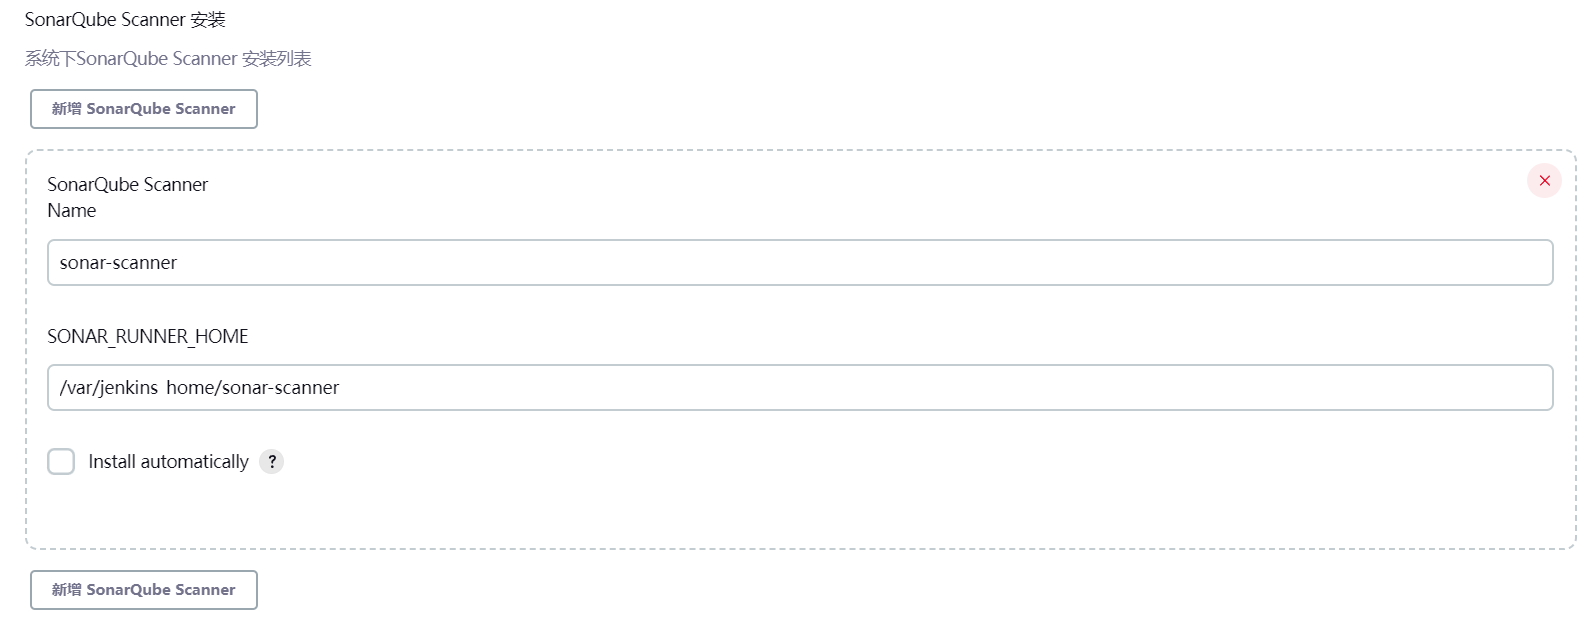 SonarQube Scanner 安装
系统下SonarQube Scanner 安装列表
新增 SonarQube Scanner
SonarQube Scanner
Name
sonar-scanner
SONAR_RUNNER_HOME
/var/jenkins_home/sonar-scanner
Install automatically ?
新增 SonarQube Scanner